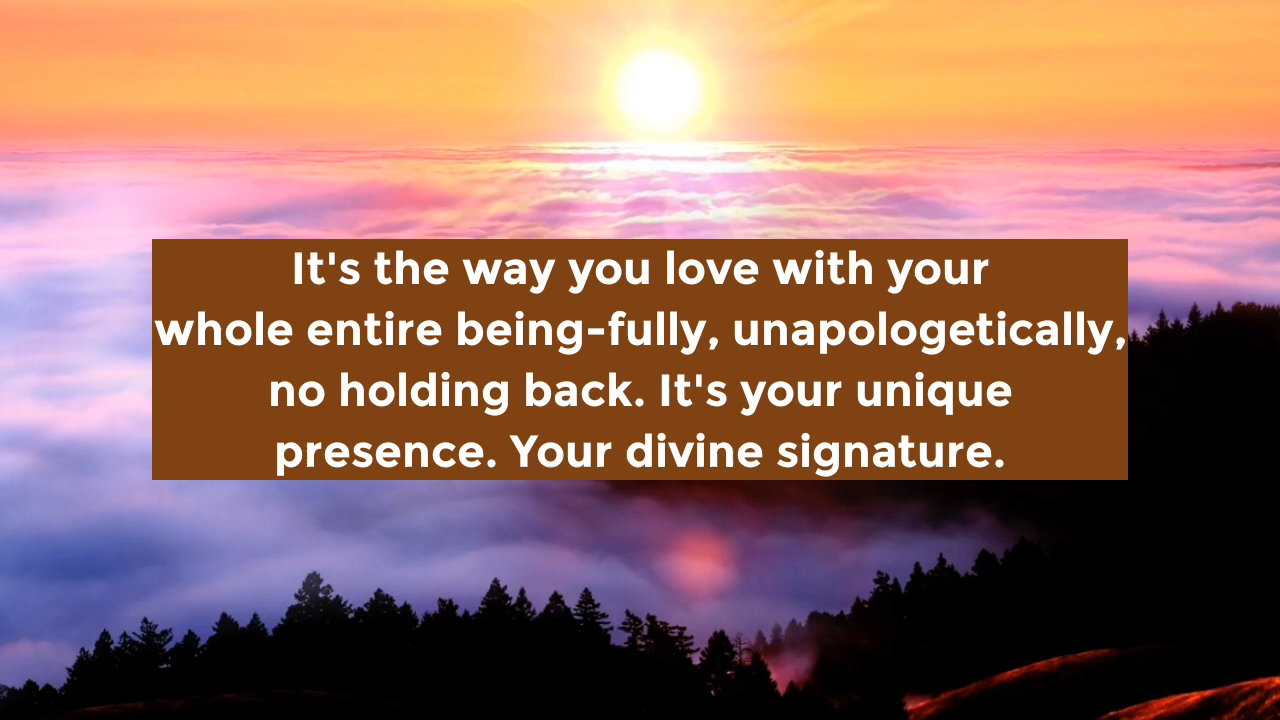 It's the way you love with your
whole entire being-fully, unapologetically,
no holding back. It's your unique
presence. Your divine signature.